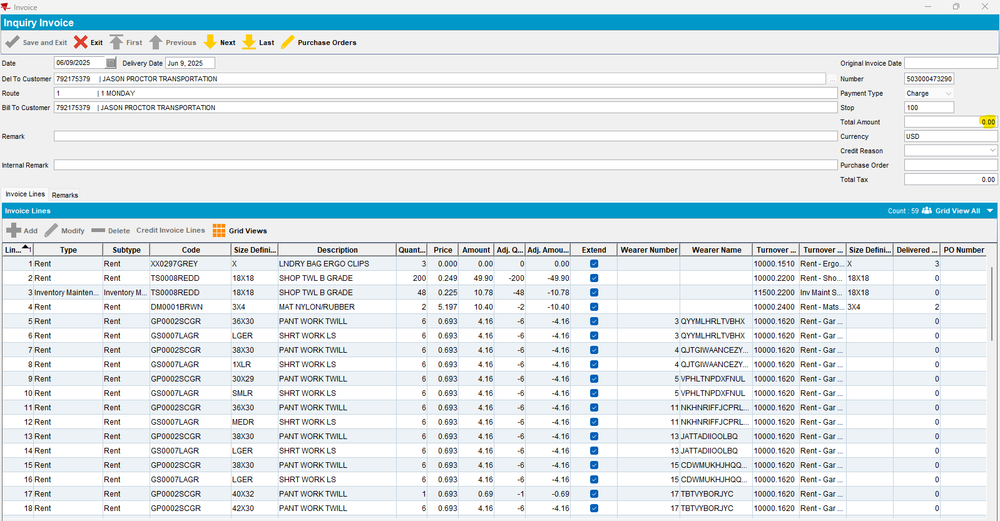 Invoice
Inquiry Invoice
Save and Exit Exit First Previous Next Last Purchase Orders
Date 06/09/2025 16 Delivery Date Jun 9, 2025 Original Invoice Date
Del To Customer 792175379 | JASON PROCTOR TRANSPORTATION ... Number 503000473290
Route 1 | 1 MONDAY Payment Type Charge
Bill To Customer 792175379 | JASON PROCTOR TRANSPORTATION Stop 100
Total Amount 0.00
Remark Currency USD
Credit Reason
Internal Remark Purchase Order
Total Tax 0.00
Invoice Lines Remarks
Invoice Lines Count : 59 Grid View All
Add Modify Delete Credit Invoice Lines Grid Views
Lin... 1 Type Subtype Code Size Defini... Description Quant... Price Amount Adj. Q... Adj. Amou... Extend Wearer Number Wearer Name Turnover ... Turnover ... Size Defini... Delivered ... PO Number
1 Rent Rent XX0297GREY X LNDRY BAG ERGO CLIPS 3 0.000 0.00 0 0.00 10000.1510 Rent - Ergo... X 3
2 Rent Rent TS0008REDD 18X18 SHOP TWL B GRADE 200 0.249 49.90 -200 -49.90 10000.2200 Rent - Sho... 18X18 0
3 Inventory Mainten... Inventory M... TS0008REDD 18X18 SHOP TWL B GRADE 48 0.225 10.78 -48 -10.78 11500.2200 Inv Maint S... 18X18 0
4 Rent Rent DM0001BRWN 3X4 MAT NYLON/RUBBER 2 5.197 10.40 -2 -10.40 10000.2400 Rent - Mats... 3X4 2
5 Rent Rent GP0002SCGR 36X30 PANT WORK TWILL 6 0.693 4.16 -6 -4.16 3 QYYMLHRLTVBHX 10000.1620 Rent - Gar ... 0
6 Rent Rent GS0007LAGR LGER SHRT WORK LS 6 0.693 4.16 -6 -4.16 3 QYYMLHRLTVBHX 10000.1620 Rent - Gar ... 0
7 Rent Rent GP0002SCGR 38X30 PANT WORK TWILL 6 0.693 4.16 -6 -4.16 4 QJTGIWAANCEZY... 10000.1620 Rent - Gar ... 0
8 Rent Rent GS0007LAGR 1XLR SHRT WORK LS 6 0.693 4.16 -6 -4.16 4 QJTGIWAANCEZY... 10000.1620 Rent - Gar ... 0
9 Rent Rent GP0002SCGR 30X29 PANT WORK TWILL 6 0.693 4.16 -6 -4.16 5 VPHLTNPDXFNUL 10000.1620 Rent - Gar ... 0
10 Rent Rent GS0007LAGR SMLR SHRT WORK LS 6 0.693 4.16 -6 -4.16 5 VPHLTNPDXFNUL 10000.1620 Rent - Gar ... 0
11 Rent Rent GP0002SCGR 36X30 PANT WORK TWILL 6 0.693 4.16 -6 -4.16 11 NKHNRIFFJCPRL... 10000.1620 Rent - Gar ... 0
12 Rent Rent GS0007LAGR MEDR SHRT WORK LS 6 0.693 4.16 -6 -4.16 11 NKHNRIFFJCPRL... 10000.1620 Rent - Gar ... 0
13 Rent Rent GP0002SCGR 38X30 PANT WORK TWILL 6 0.693 4.16 -6 -4.16 13 JATTADIIOOLBQ 10000.1620 Rent - Gar ... 0
14 Rent Rent GS0007LAGR LGER SHRT WORK LS 6 0.693 4.16 -6 -4.16 13 JATTADIIOOLBQ 10000.1620 Rent - Gar ... 0
15 Rent Rent GP0002SCGR 38X30 PANT WORK TWILL 6 0.693 4.16 -6 -4.16 15 CDWMUKHJHQQ... 10000.1620 Rent - Gar ... 0
16 Rent Rent GS0007LAGR LGER SHRT WORK LS 6 0.693 4.16 -6 -4.16 15 CDWMUKHJHQQ... 10000.1620 Rent - Gar ... 0
17 Rent Rent GP0002SCGR 40X32 PANT WORK TWILL 1 0.693 0.69 -1 -0.69 17 TBTVYBORJYC 10000.1620 Rent - Gar ... 0
18 Rent Rent GP0002SCGR 42X30 PANT WORK TWILL 6 0.693 4.16 -6 -4.16 17 TBTVYBORJYC 10000.1620 Rent - Gar ... 0